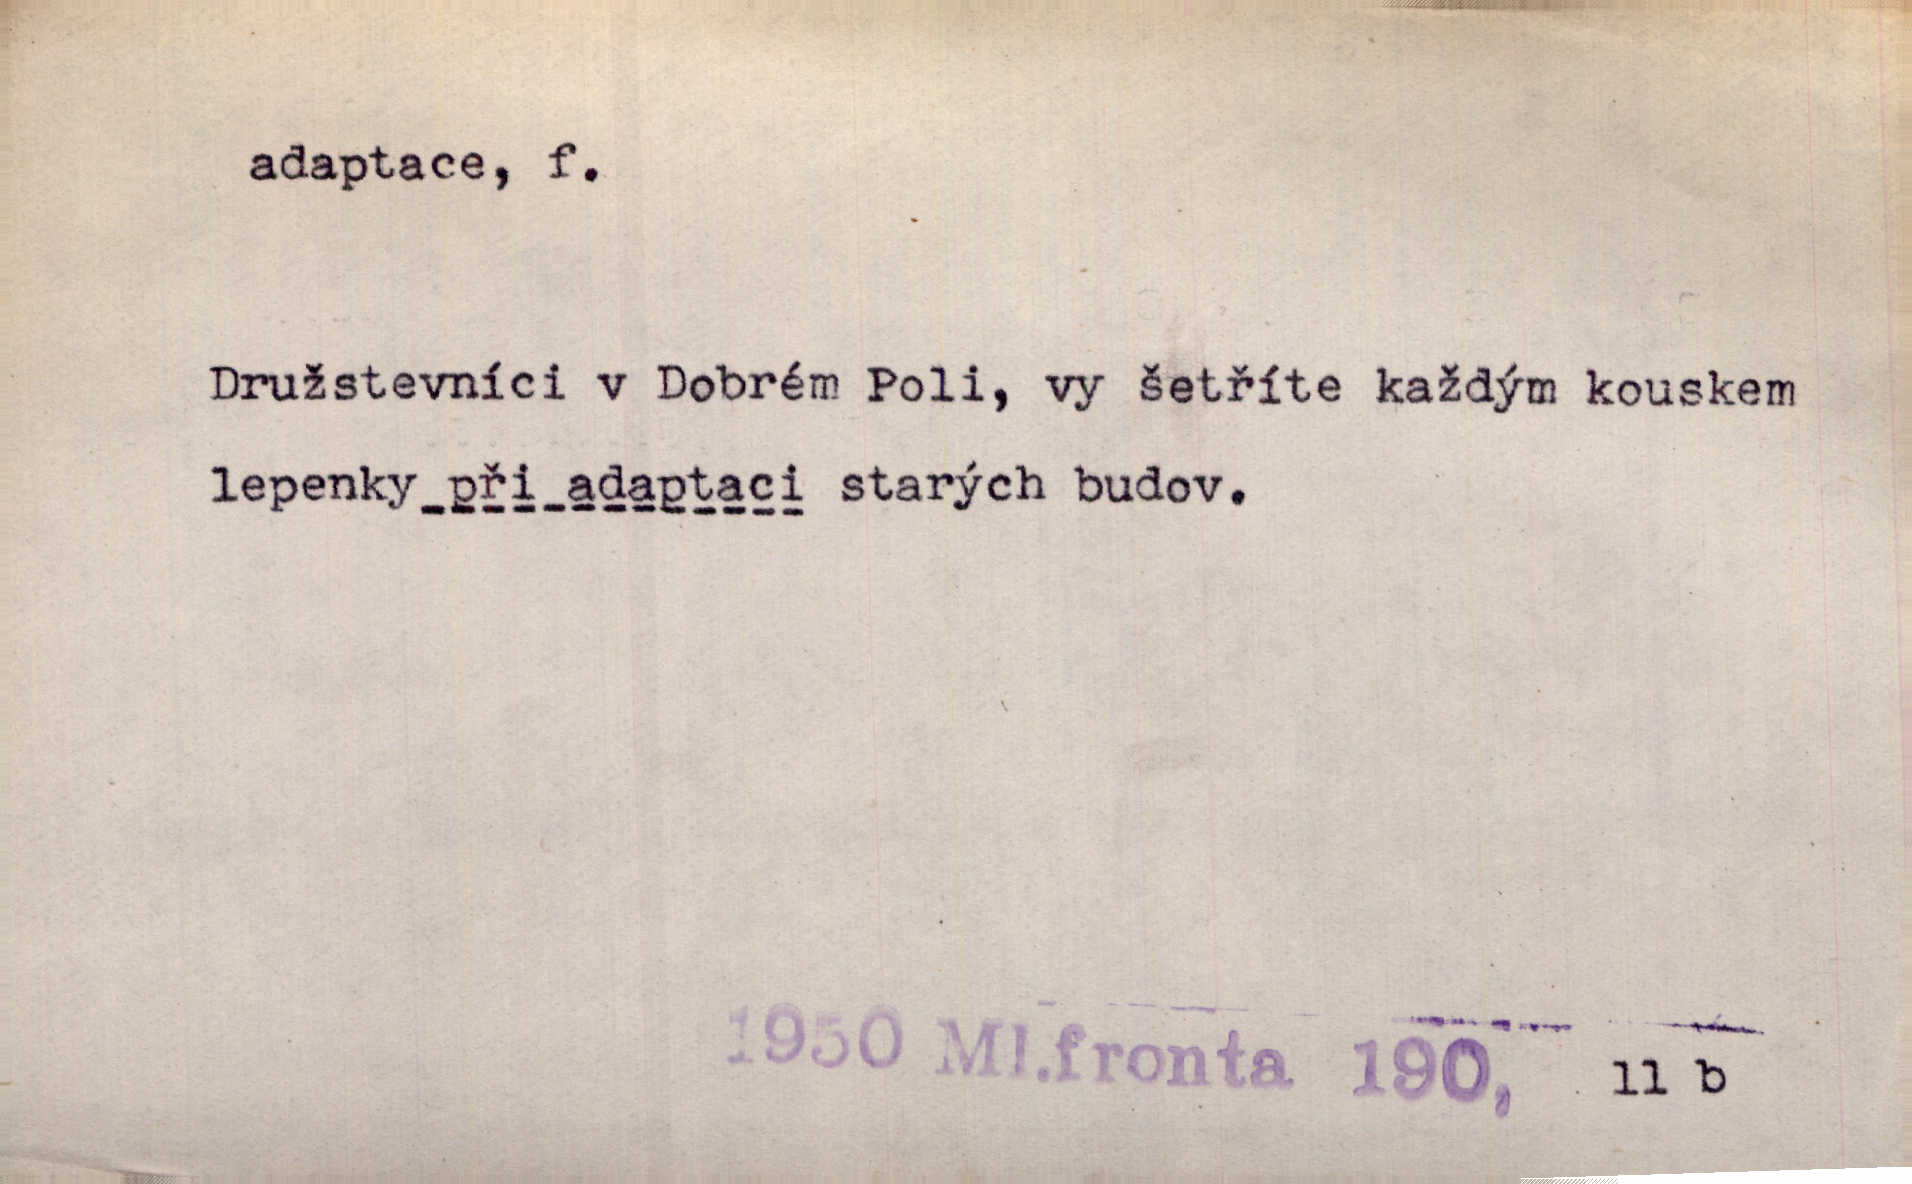 adaptace, f.
Družstevníci v Dobrém Poli, vy šetříte každým kouskem
lepenky při adaptaci starých budov.
1950 Ml.fronta 190, 11 b